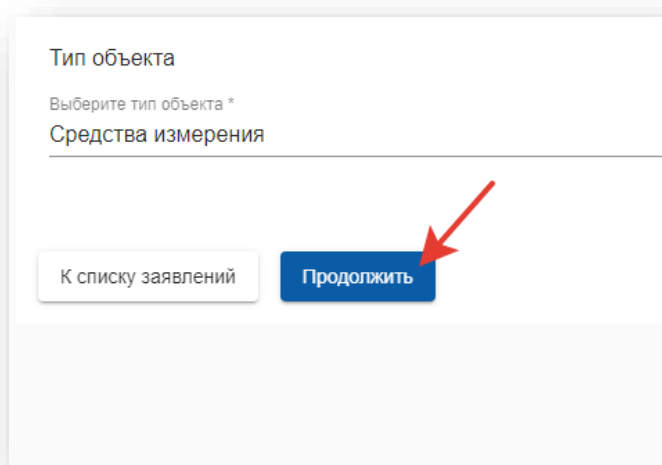 Тип объекта
Выберите тип объекта *
Средства измерения
К списку заявлений
Продолжить